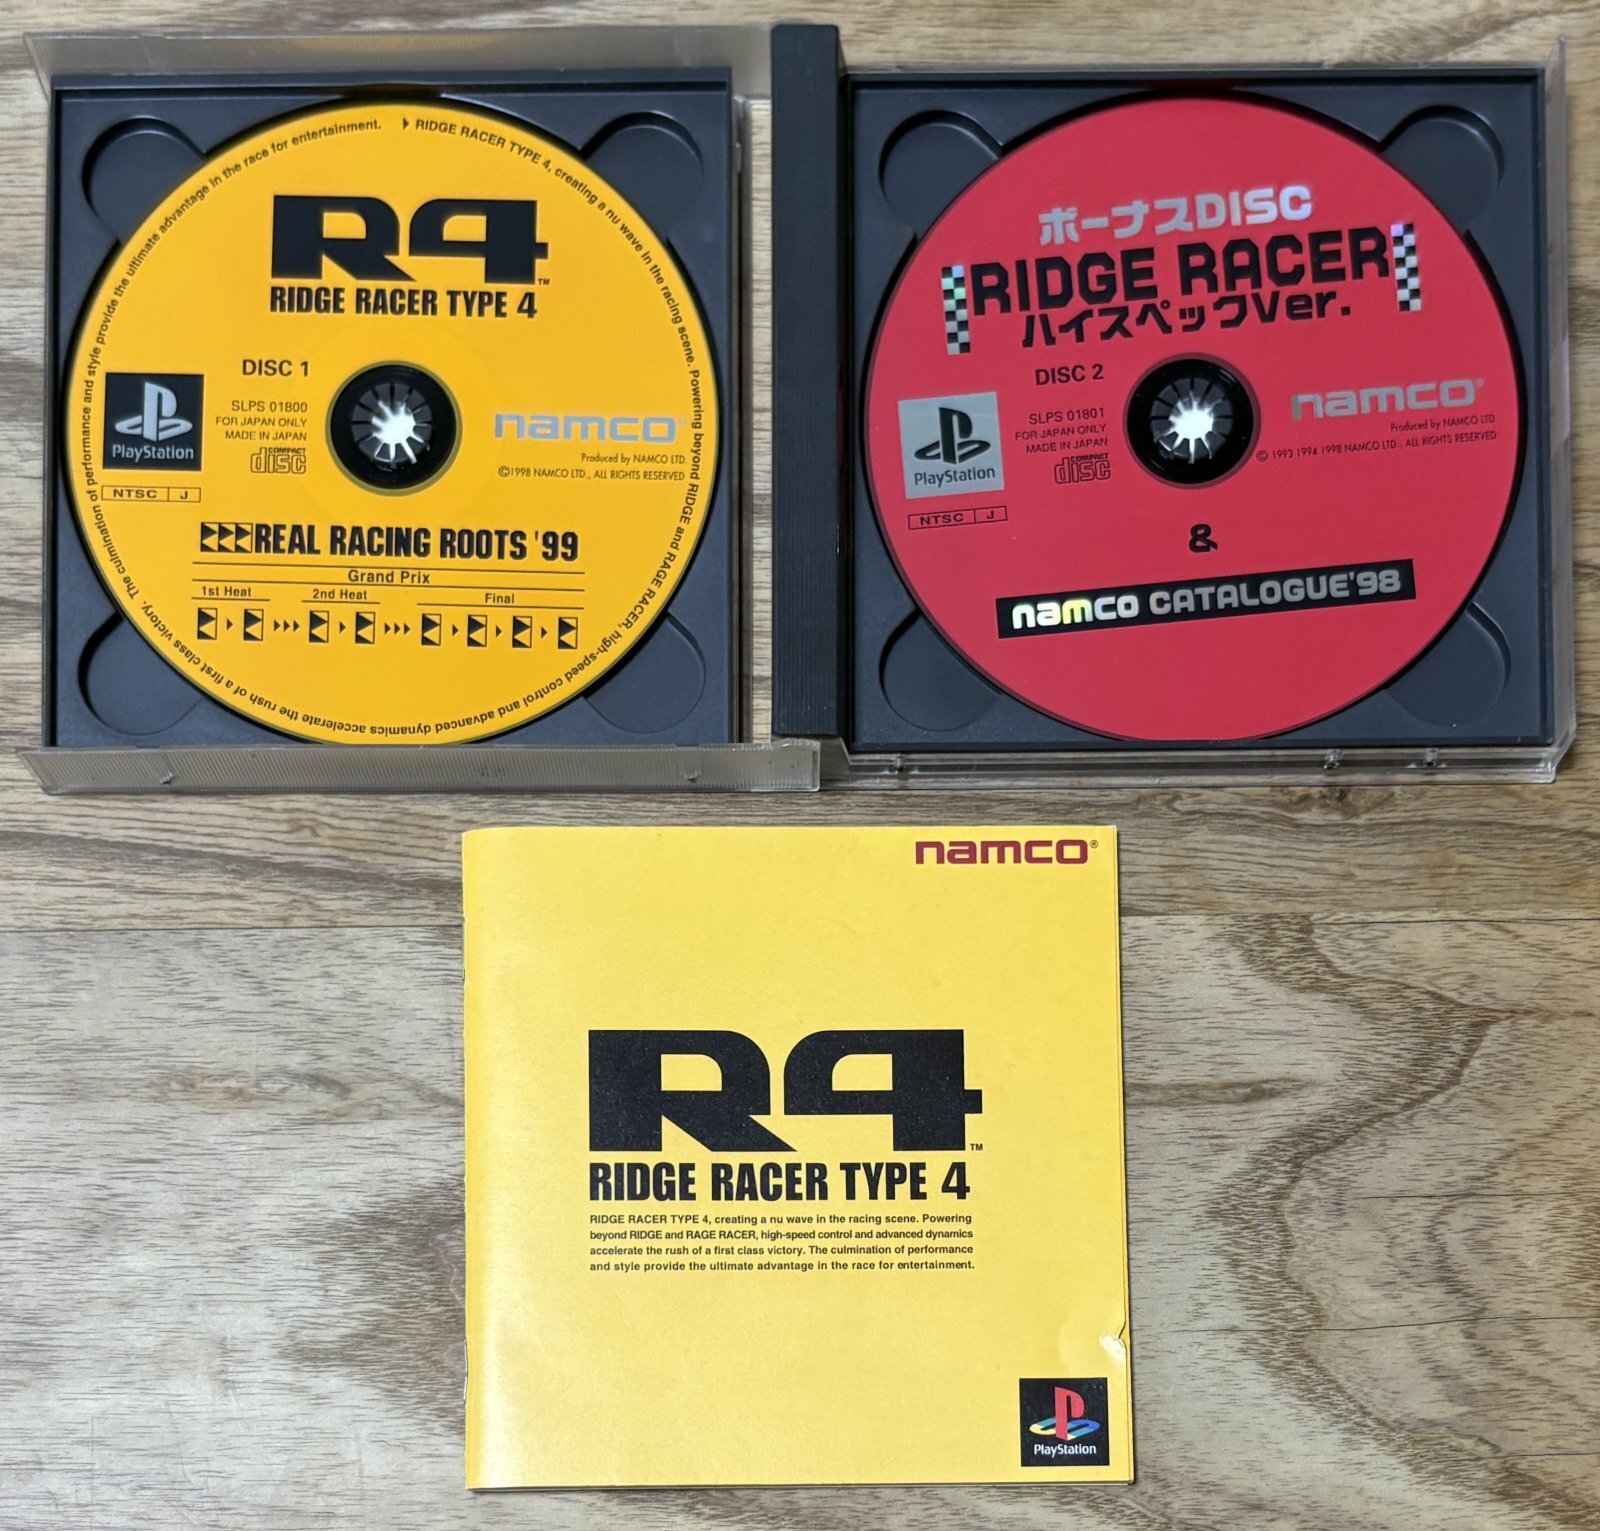 ▶ RIDGE RACER TYPE 4, creating a nu wave in the racing scene. Powering beyond RIDGE and RAGE RACER, high-speed control and advanced dynamics accelerate the rush of a first class victory. The culmination of performance and style provide the ultimate advantage in the race for entertainment.
R4™
RIDGE RACER TYPE 4
DISC 1
SLPS 01800
FOR JAPAN ONLY
MADE IN JAPAN
COMPACT
disc
PlayStation
NTSC J
namco®
Produced by NAMCO LTD.
©1998 NAMCO LTD., ALL RIGHTS RESERVED
REAL RACING ROOTS '99
Grand Prix
1st Heat 2nd Heat Final
ボーナスDISC
RIDGE RACER
ハイスペックVer.
DISC 2
SLPS 01801
FOR JAPAN ONLY
MADE IN JAPAN
COMPACT
disc
PlayStation
NTSC J
namco®
Produced by NAMCO LTD.
© 1993 1994 1998 NAMCO LTD., ALL RIGHTS RESERVED
&
namco CATALOGUE'98
namco®
R4™
RIDGE RACER TYPE 4
RIDGE RACER TYPE 4, creating a nu wave in the racing scene. Powering
beyond RIDGE and RAGE RACER, high-speed control and advanced dynamics
accelerate the rush of a first class victory. The culmination of performance
and style provide the ultimate advantage in the race for entertainment.
PlayStation